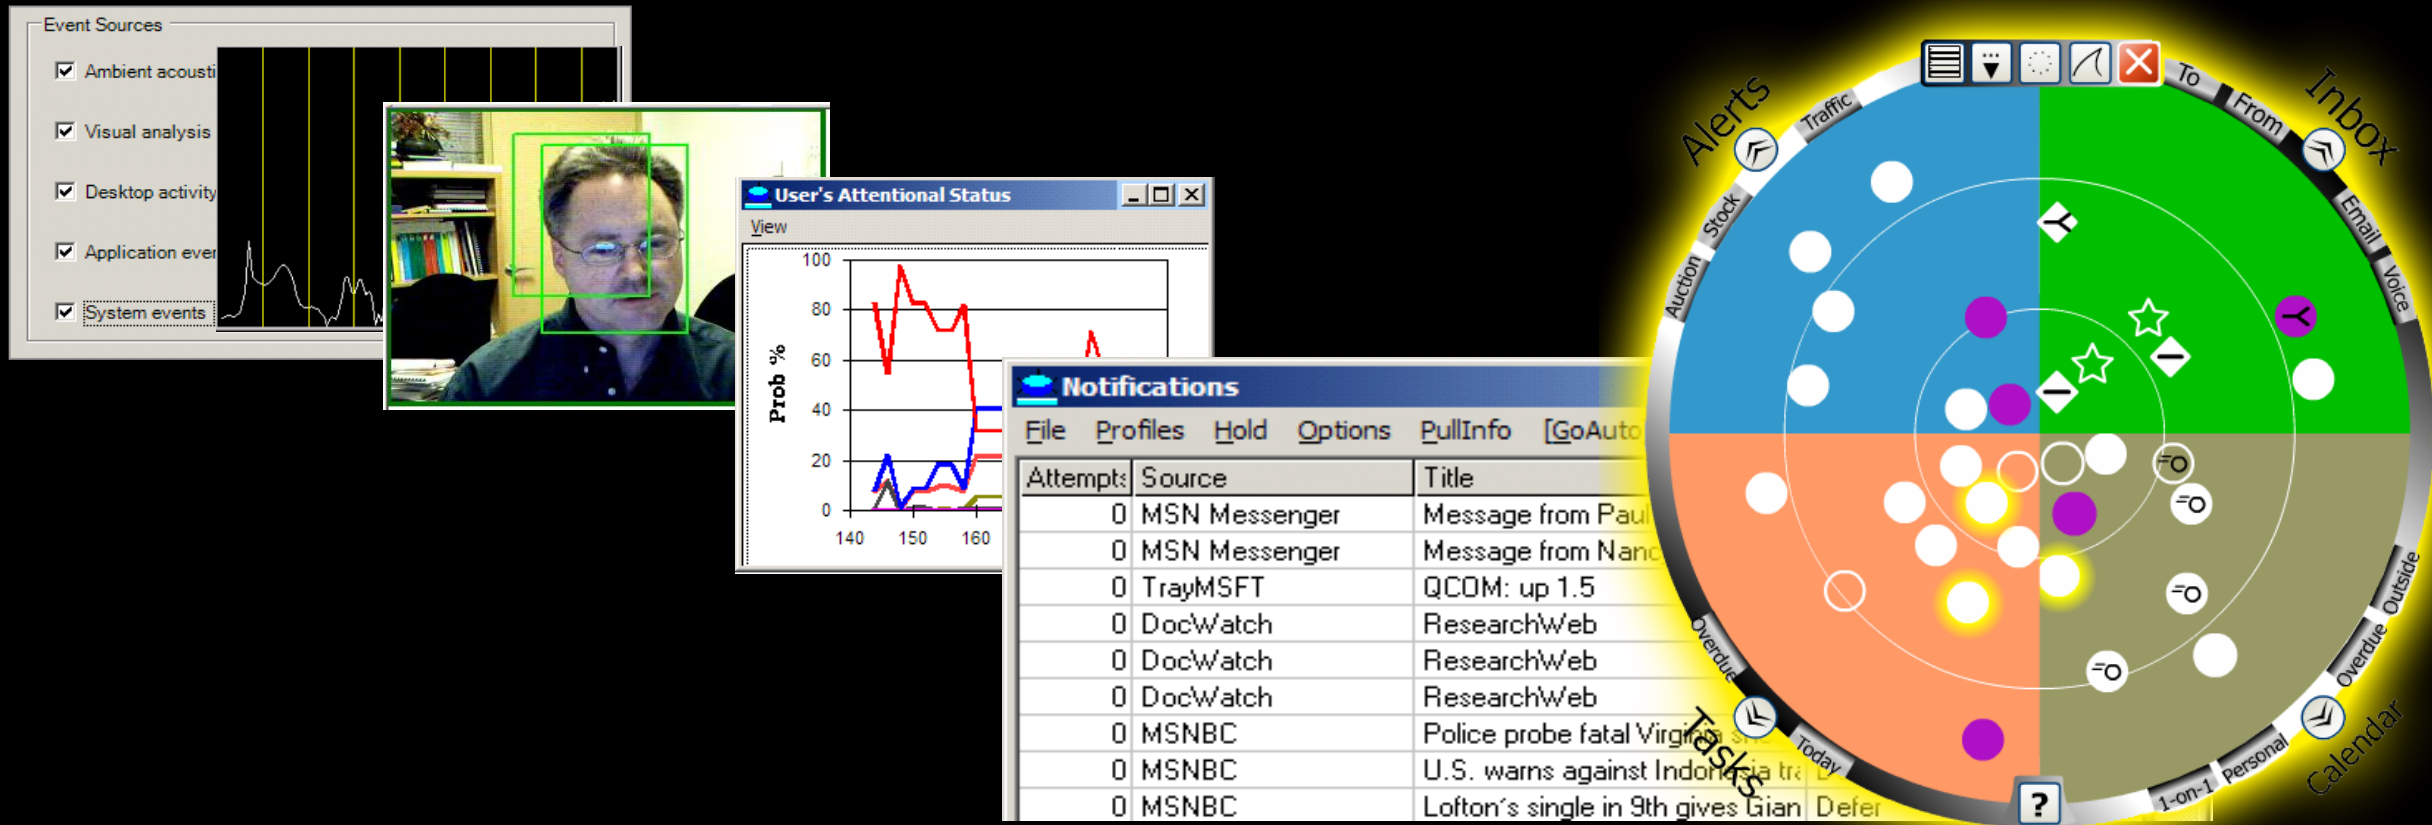 Event Sources
Ambient acousti
Visual analysis
Desktop activity
Application ever
System events
User's Attentional Status
View
Prob %
100
80
60
40
20
0
140 150 160
Notifications
File Profiles Hold Options PullInfo [GoAuto
Attempts Source Title
0 MSN Messenger Message from Paul
0 MSN Messenger Message from Nanc
0 TrayMSFT QCOM: up 1.5
0 DocWatch ResearchWeb
0 DocWatch ResearchWeb
0 DocWatch ResearchWeb
0 MSNBC Police probe fatal Virginia
0 MSNBC U.S. warns against Indonesia tra
0 MSNBC Lofton's single in 9th gives Gian Defer
Alerts
Traffic
Stock
Auction
Inbox
To
From
Email
Voice
Tasks
Overdue
Today
Calendar
Outside
Overdue
Personal
1-on-1
?